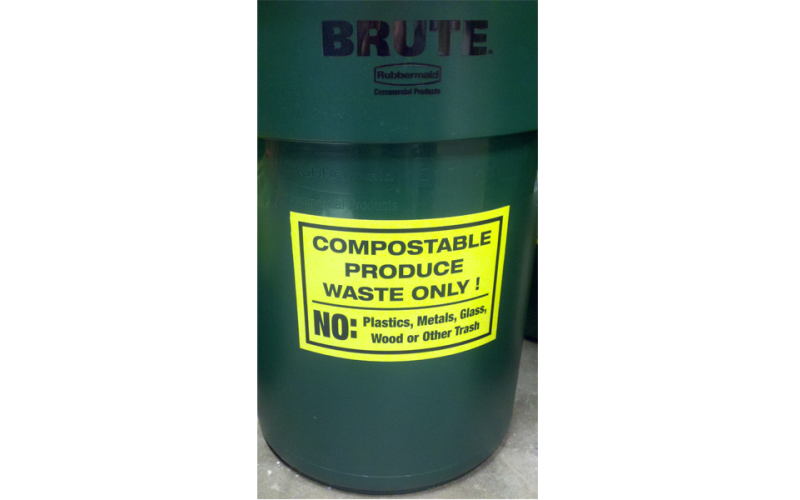 BRUTE.
Rubbermaid
Commercial Products
COMPOSTABLE
PRODUCE
WASTE ONLY !
NO: Plastics, Metals, Glass,
Wood or Other Trash